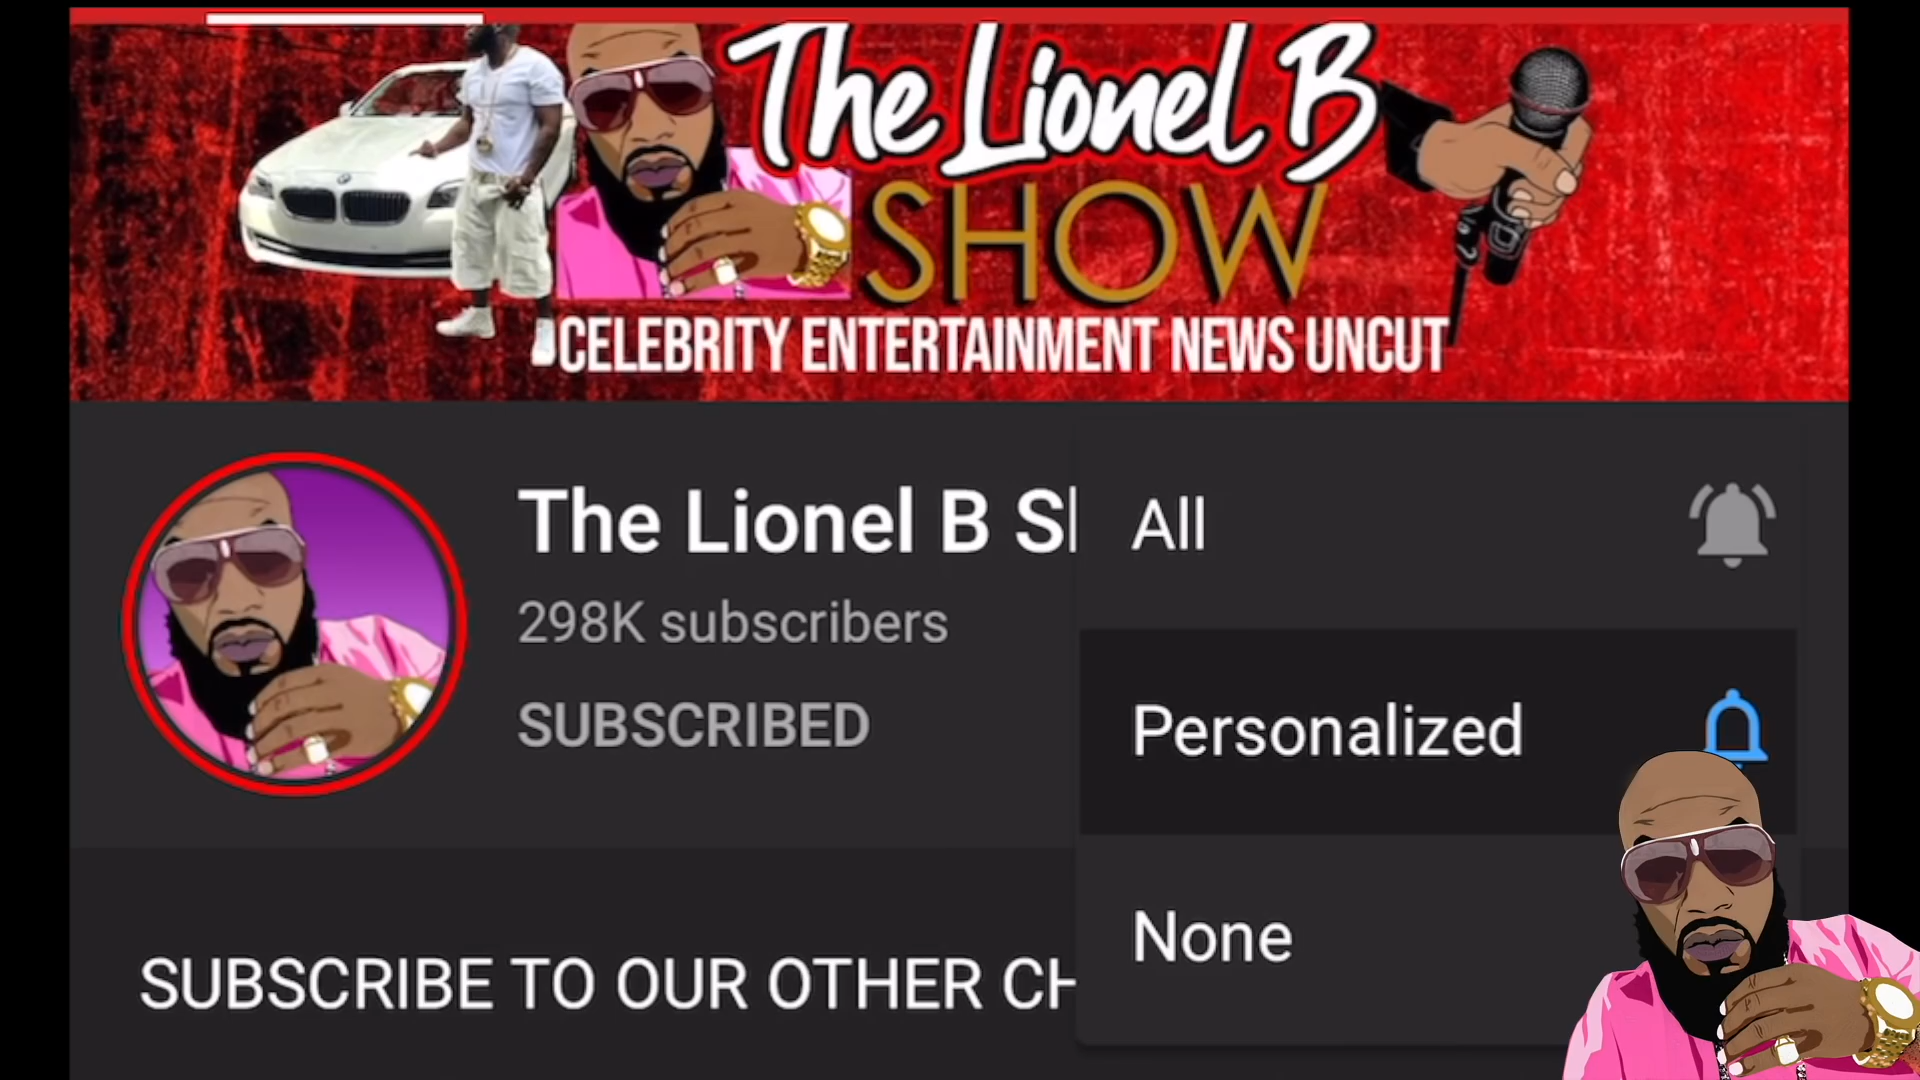 The Lionel B
SHOW
CELEBRITY ENTERTAINMENT NEWS UNCUT
The Lionel B S
298K subscribers
SUBSCRIBED
All
Personalized
None
SUBSCRIBE TO OUR OTHER CH